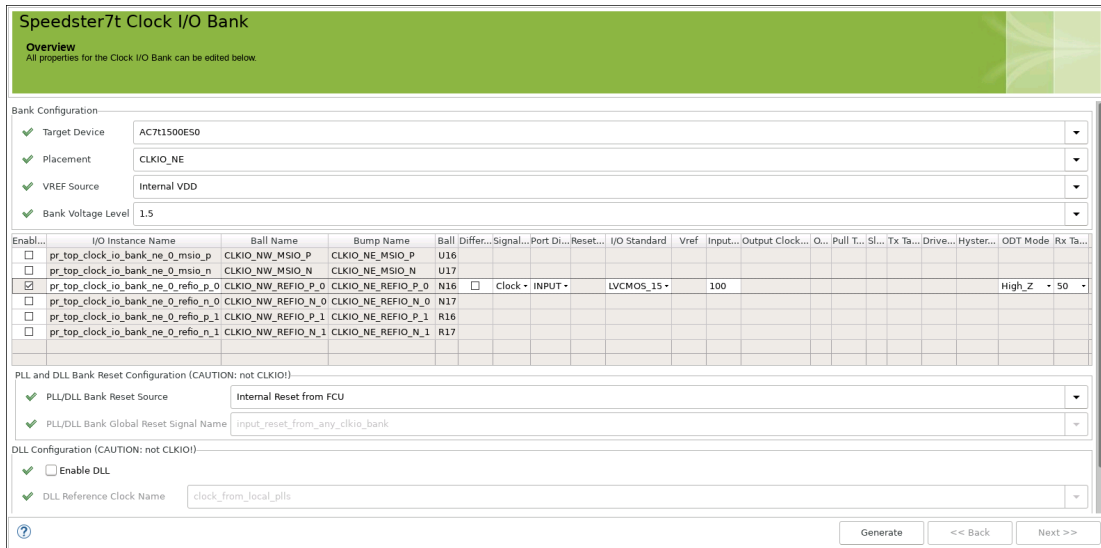 Speedster7t Clock I/O Bank
Overview
All properties for the Clock I/O Bank can be edited below.
Bank Configuration
Target Device AC7t1500ES0
Placement CLKIO_NE
VREF Source Internal VDD
Bank Voltage Level 1.5
Enabl... I/O Instance Name Ball Name Bump Name Ball Differ... Signal... Port Di... Reset... I/O Standard Vref Input... Output Clock... O... Pull T... Sl... Tx Ta... Drive... Hyster... ODT Mode Rx Ta...
pr_top_clock_io_bank_ne_0_msio_p CLKIO_NW_MSIO_P CLKIO_NE_MSIO_P U16
pr_top_clock_io_bank_ne_0_msio_n CLKIO_NW_MSIO_N CLKIO_NE_MSIO_N U17
pr_top_clock_io_bank_ne_0_refio_p_0 CLKIO_NW_REFIO_P_0 CLKIO_NE_REFIO_P_0 N16 Clock INPUT LVCMOS_15 100 High_Z 50
pr_top_clock_io_bank_ne_0_refio_n_0 CLKIO_NW_REFIO_N_0 CLKIO_NE_REFIO_N_0 N17
pr_top_clock_io_bank_ne_0_refio_p_1 CLKIO_NW_REFIO_P_1 CLKIO_NE_REFIO_P_1 R16
pr_top_clock_io_bank_ne_0_refio_n_1 CLKIO_NW_REFIO_N_1 CLKIO_NE_REFIO_N_1 R17
PLL and DLL Bank Reset Configuration (CAUTION: not CLKIO!)
PLL/DLL Bank Reset Source Internal Reset from FCU
PLL/DLL Bank Global Reset Signal Name input_reset_from_any_clkio_bank
DLL Configuration (CAUTION: not CLKIO!)
Enable DLL
DLL Reference Clock Name clock_from_local_plls
? Generate << Back Next >>